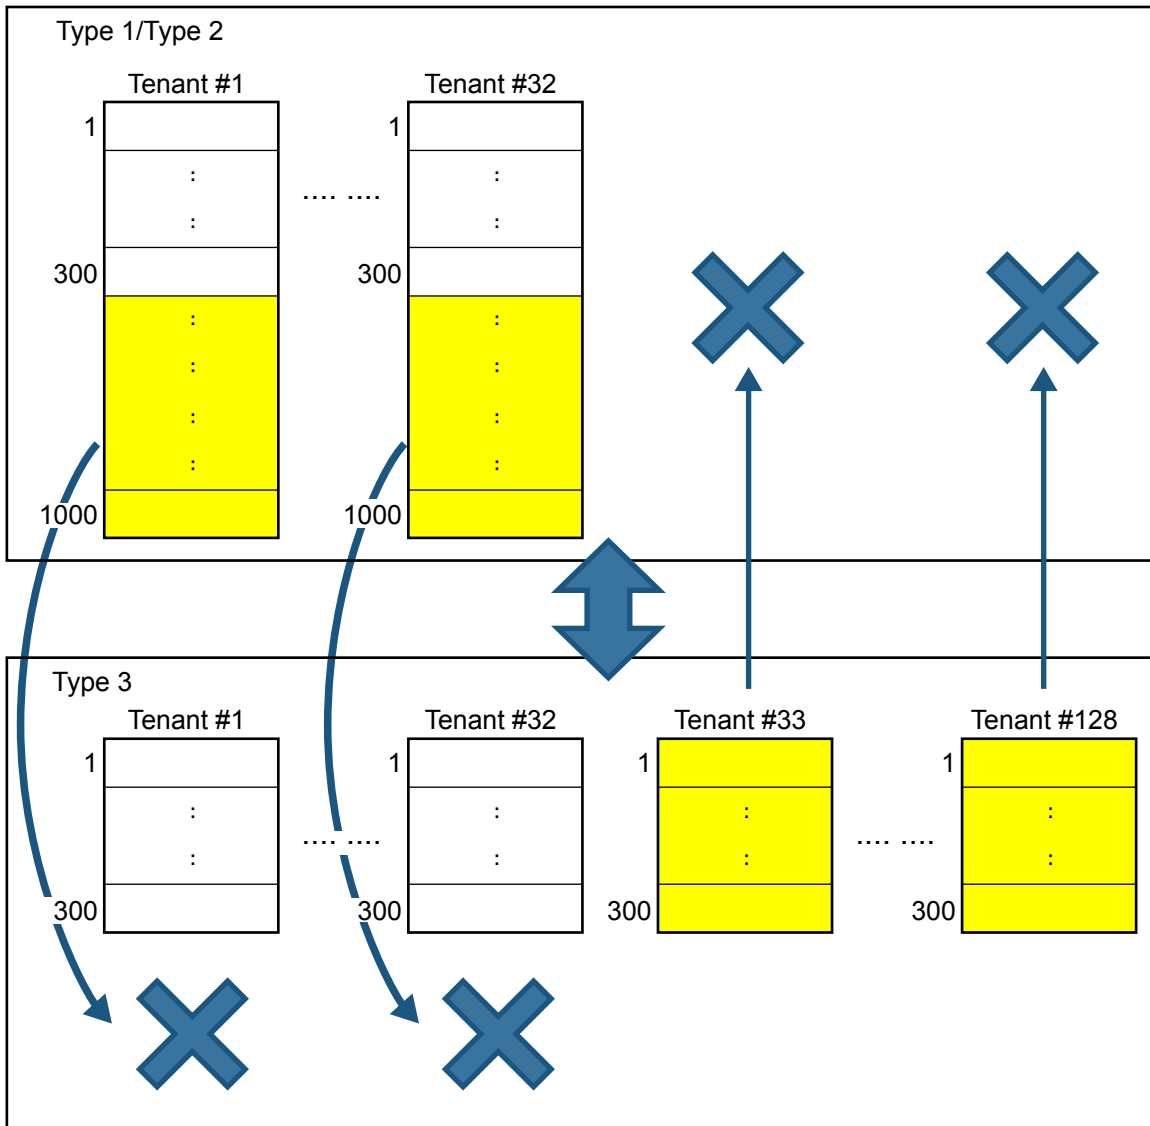 Type 1/Type 2
Tenant #1 Tenant #32
1 1
: :
.... ....
: :
300 300
: :
: :
: :
: :
1000 1000
Type 3
Tenant #1 Tenant #32 Tenant #33 Tenant #128
1 1 1 1
: : : :
.... .... .... ....
: : : :
300 300 300 300